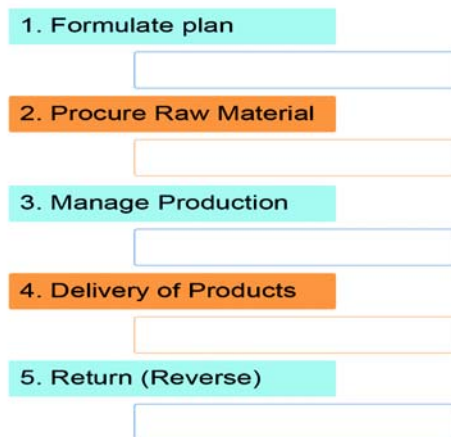 1. Formulate plan
2. Procure Raw Material
3. Manage Production
4. Delivery of Products
5. Return (Reverse)